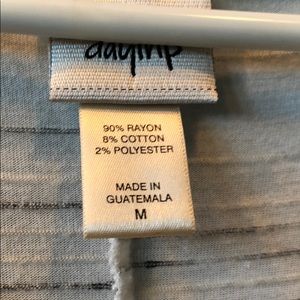 daytrip
90% RAYON
8% COTTON
2% POLYESTER
MADE IN
GUATEMALA
M